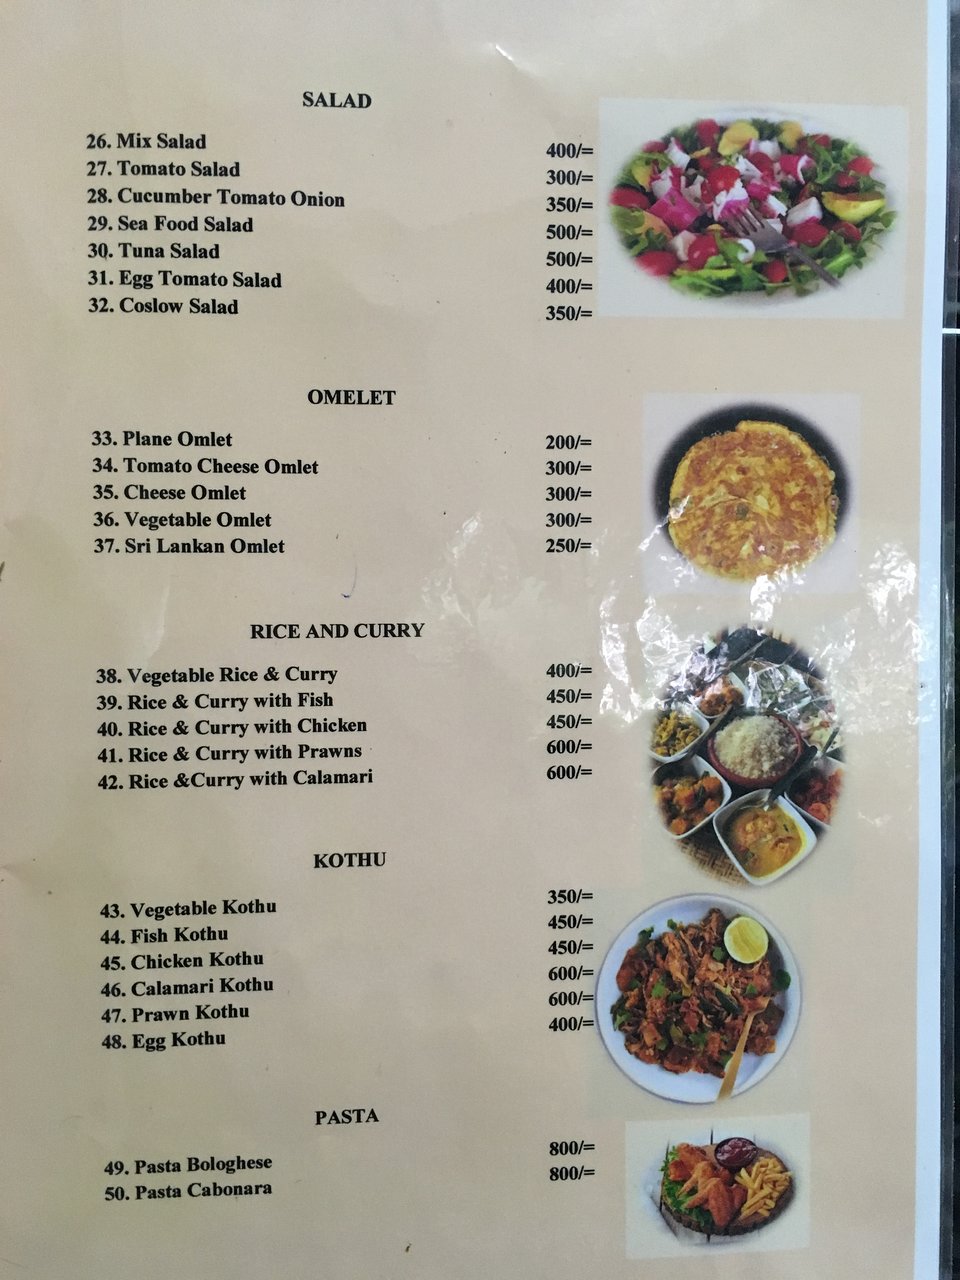 SALAD
26. Mix Salad 400/=
27. Tomato Salad 300/=
28. Cucumber Tomato Onion 350/=
29. Sea Food Salad 500/=
30. Tuna Salad 500/=
31. Egg Tomato Salad 400/=
32. Coslow Salad 350/=
OMELET
33. Plane Omlet 200/=
34. Tomato Cheese Omlet 300/=
35. Cheese Omlet 300/=
36. Vegetable Omlet 300/=
37. Sri Lankan Omlet 250/=
RICE AND CURRY
38. Vegetable Rice & Curry 400/=
39. Rice & Curry with Fish 450/=
40. Rice & Curry with Chicken 450/=
41. Rice & Curry with Prawns 600/=
42. Rice &Curry with Calamari 600/=
KOTHU
43. Vegetable Kothu 350/=
44. Fish Kothu 450/=
45. Chicken Kothu 450/=
46. Calamari Kothu 600/=
47. Prawn Kothu 600/=
48. Egg Kothu 400/=
PASTA
49. Pasta Bologhese 800/=
50. Pasta Cabonara 800/=